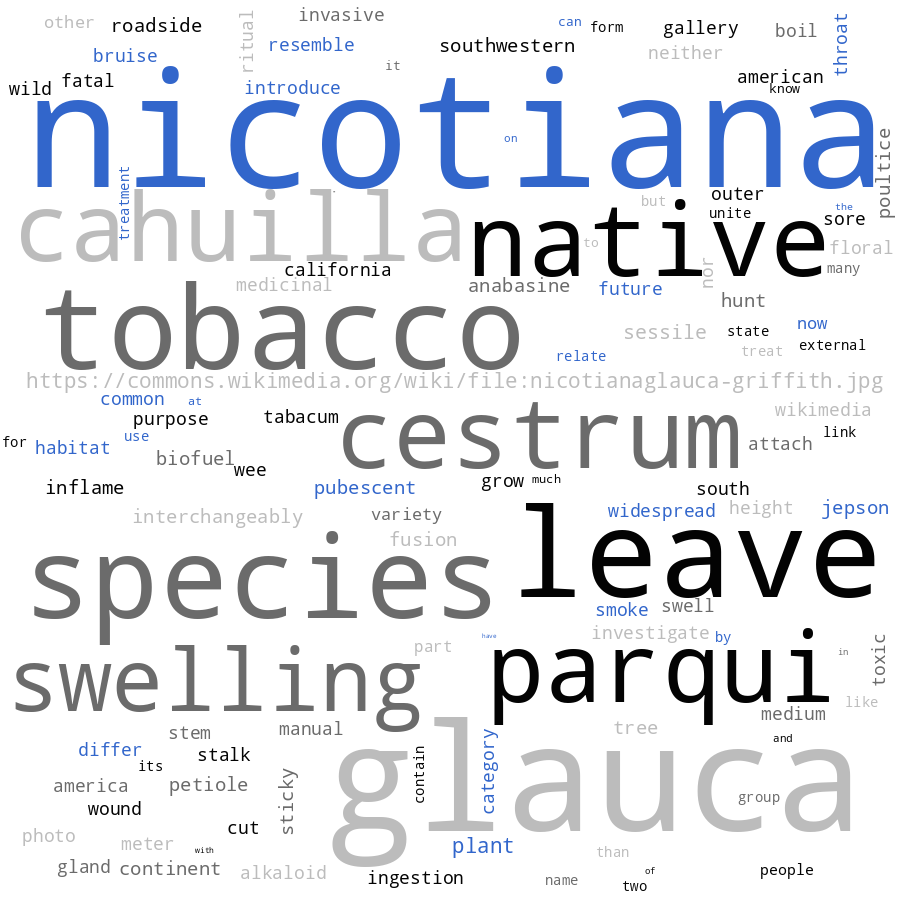 other
roadside
ritual
invasive
can
form
gallery
boil
throat
bruise
resemble
southwestern
neither
it
wild
fatal
introduce
american
know
nicotiana
on
poultice
treatment
cahuilla
native
but
outer
unite
the
sore
to
floral
california
medicinal
anabasine
future
nor
many
tobacco
hunt
sessile
state
now
relate
treat
external
https://commons.wikimedia.org/wiki/file:nicotianaglauca-griffith.jpg
common
at
purpose
tabacum
cestrum
wikimedia
for
habitat
use
biofuel
wee
attach
link
inflame
pubescent
grow
much
south
interchangeably
variety
fusion
widespread
height
jepson
species
leave
smoke
swell
swelling
part
have
investigate
by
parqui
in
toxic
like
medium
stem
manual
tree
differ
its
stalk
contain
category
and
glauca
america
petiole
sticky
group
wound
photo
meter
cut
plant
with
gland
continent
alkaloid
ingestion
name
than
of
two
people